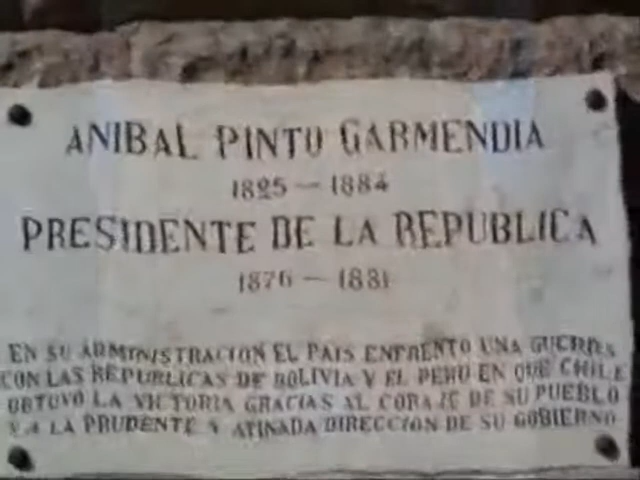 ANIBAL PINTO GARMENDIA
1825 - 1884
PRESIDENTE DE LA REPUBLICA
1876 - 1881
EN SU ADMINISTRACION EL PAIS ENFRENTO UNA GUERRA
CON LAS REPUBLICAS DE BOLIVIA Y EL PERU EN QUE CHILE
OBTUVO LA VICTORIA GRACIAS AL CORAJE DE SU PUEBLO
Y A LA PRUDENTE Y ATINADA DIRECCION DE SU GOBIERNO